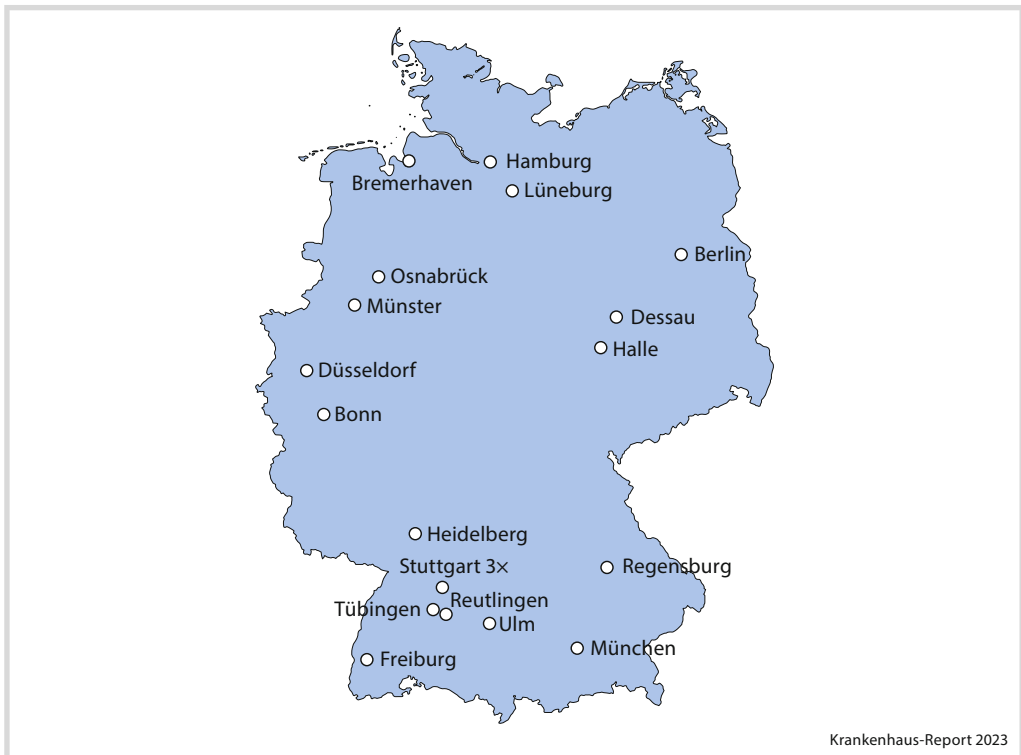 Hamburg
Bremerhaven
Lüneburg
Berlin
Osnabrück
Münster
Dessau
Halle
Düsseldorf
Bonn
Heidelberg
Stuttgart 3×
Regensburg
Reutlingen
Tübingen
Ulm
München
Freiburg
Krankenhaus-Report 2023